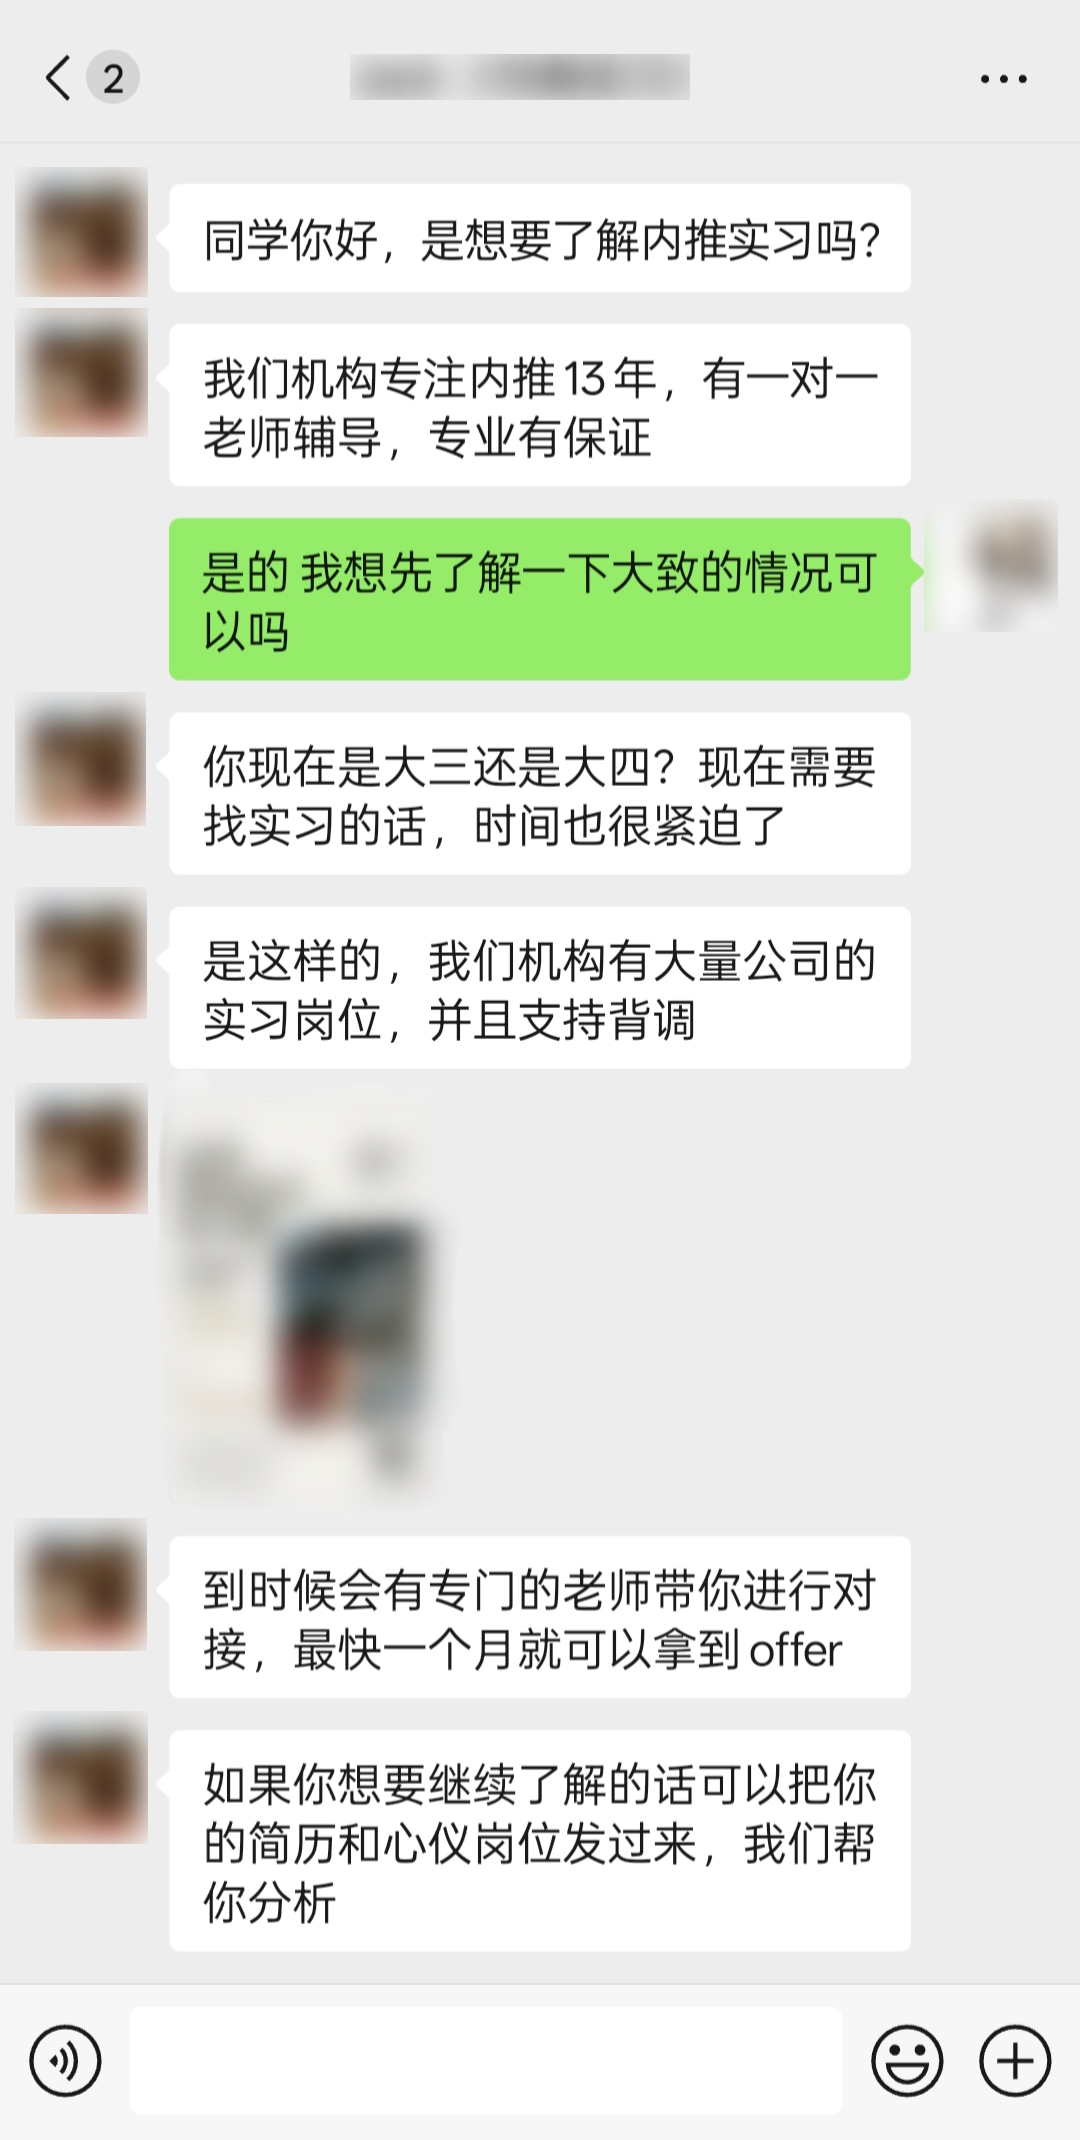 2
同学你好，是想要了解内推实习吗？
我们机构专注内推13年，有一对一
老师辅导，专业有保证
是的 我想先了解一下大致的情况可
以吗
你现在是大三还是大四？现在需要
找实习的话，时间也很紧迫了
是这样的，我们机构有大量公司的
实习岗位，并且支持背调
到时候会有专门的老师带你进行对
接，最快一个月就可以拿到offer
如果你想要继续了解的话可以把你
的简历和心仪岗位发过来，我们帮
你分析